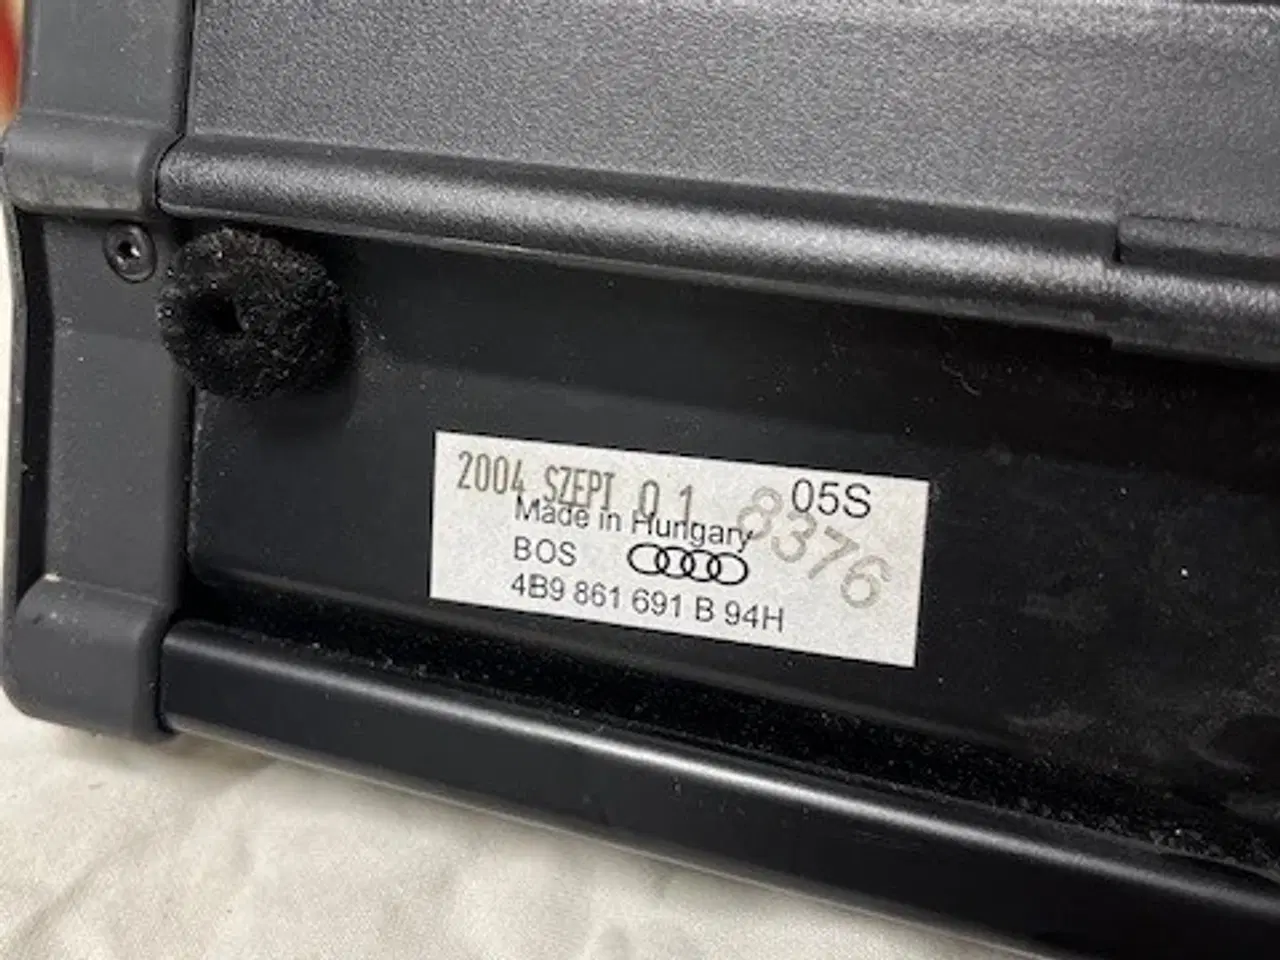 2004.SZEPT 01
05S
8376
Made in Hungary
BOS
4B9 861 691 B 94H